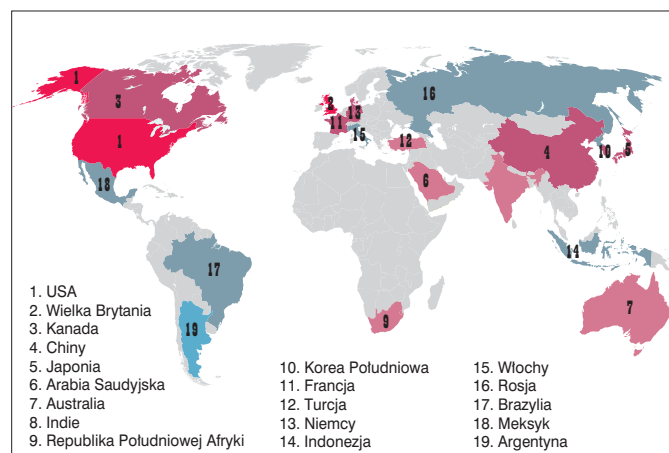 1
3
1
18
17
19
2
11
13
15
12
16
6
9
4
10
5
14
7
1. USA
2. Wielka Brytania
3. Kanada
4. Chiny
5. Japonia
6. Arabia Saudyjska
7. Australia
8. Indie
9. Republika Południowej Afryki
10. Korea Południowa
11. Francja
12. Turcja
13. Niemcy
14. Indonezja
15. Włochy
16. Rosja
17. Brazylia
18. Meksyk
19. Argentyna